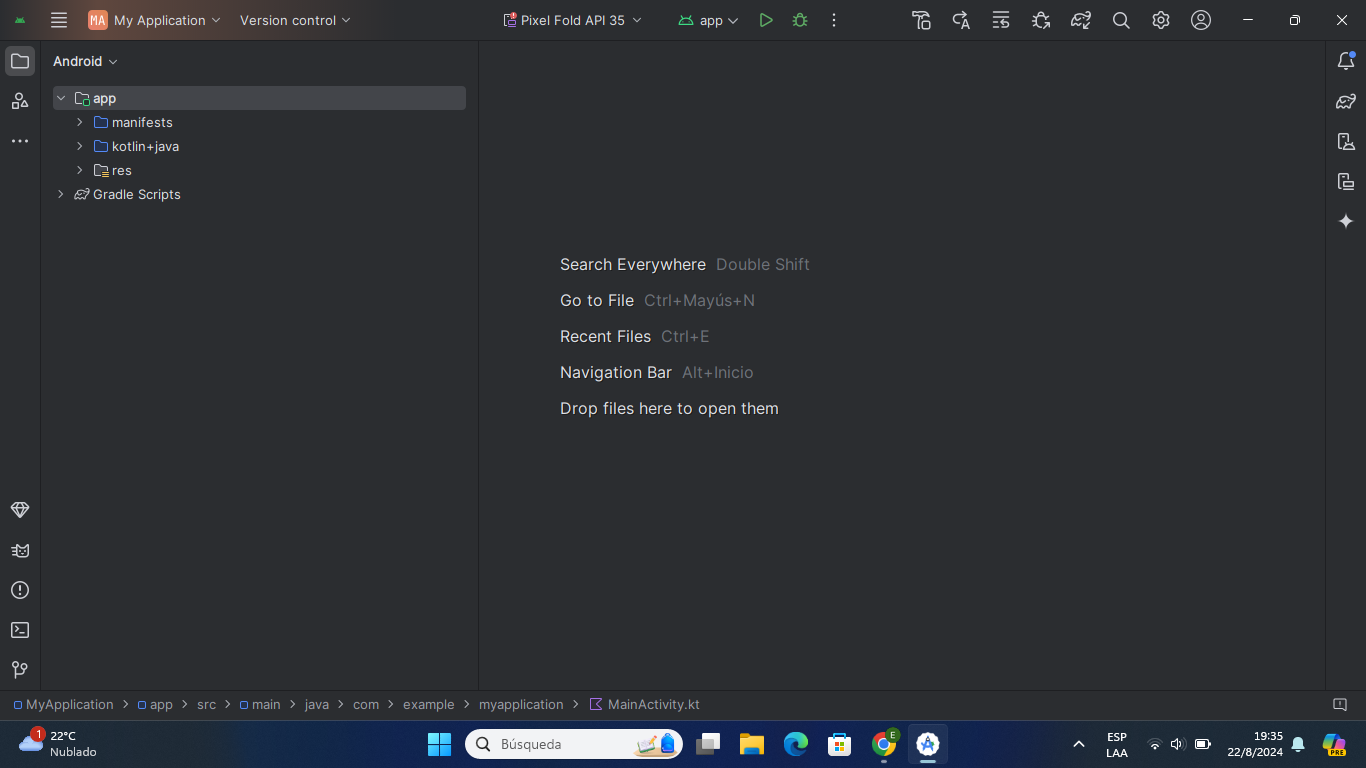 MA My Application Version control Pixel Fold API 35 app
Android
app
manifests
kotlin+java
res
Gradle Scripts
Search Everywhere Double Shift
Go to File Ctrl+Mayús+N
Recent Files Ctrl+E
Navigation Bar Alt+Inicio
Drop files here to open them
MyApplication > app > src > main > java > com > example > myapplication > MainActivity.kt
1
22°C
Nublado
Búsqueda
E
ESP
LAA
19:35
22/8/2024
PRE